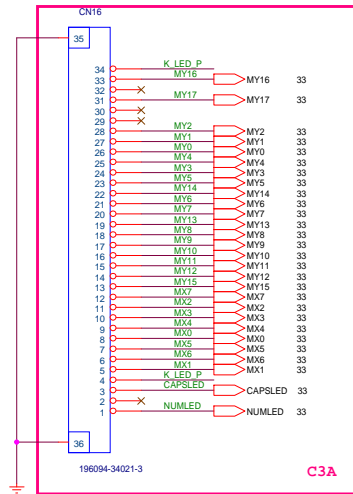 CN16
35
34 K_LED_P
33 MY16 MY16 33
32
31 MY17 MY17 33
30
29
28 MY2 MY2 33
27 MY1 MY1 33
26 MY0 MY0 33
25 MY4 MY4 33
24 MY3 MY3 33
23 MY5 MY5 33
22 MY14 MY14 33
21 MY6 MY6 33
20 MY7 MY7 33
19 MY13 MY13 33
18 MY8 MY8 33
17 MY9 MY9 33
16 MY10 MY10 33
15 MY11 MY11 33
14 MY12 MY12 33
13 MY15 MY15 33
12 MX7 MX7 33
11 MX2 MX2 33
10 MX3 MX3 33
9 MX4 MX4 33
8 MX0 MX0 33
7 MX5 MX5 33
6 MX6 MX6 33
5 MX1 MX1 33
4 K_LED_P
3 CAPSLED CAPSLED 33
2
1 NUMLED NUMLED 33
36
196094-34021-3
C3A